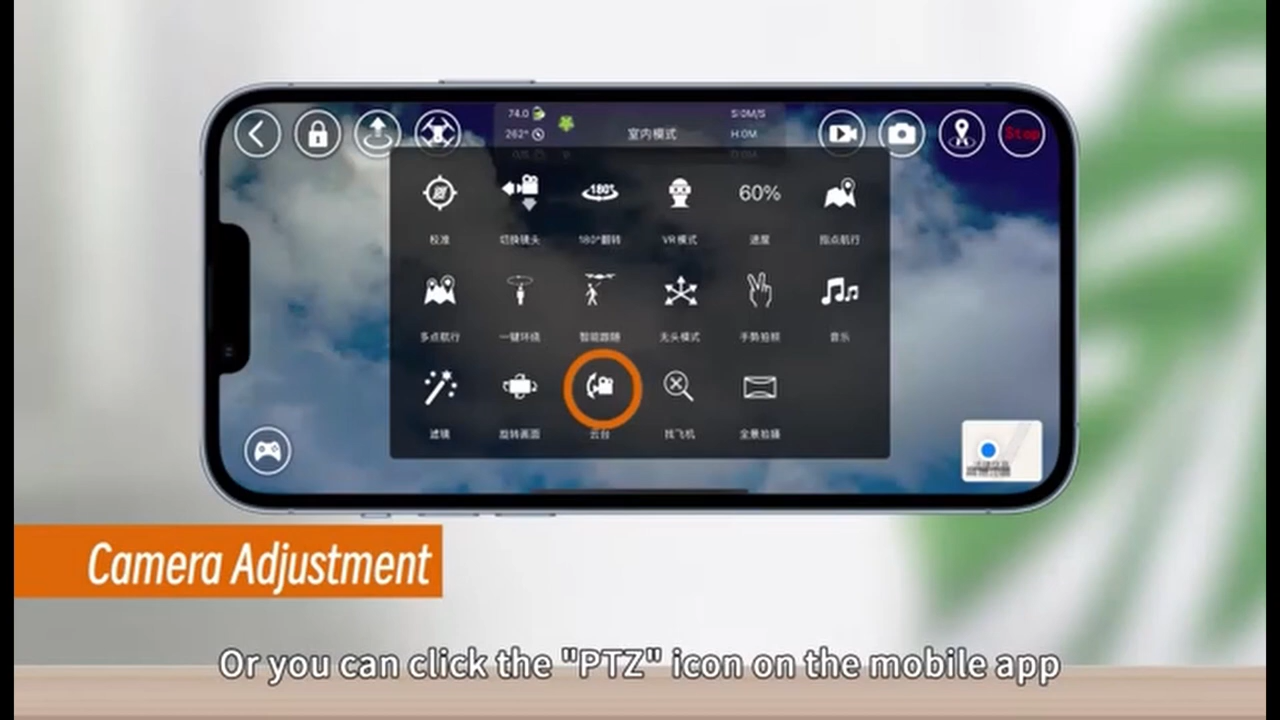 74.0
S:0M/S
262°
室内模式
H:0M
Stop
180°
60%
校准
切换镜头
180°翻转
VR模式
速度
指点航行
多点航行
一键环绕
智能跟随
无头模式
手势拍照
音乐
滤镜
旋转画面
云台
找飞机
全景拍摄
Camera Adjustment
Or you can click the "PTZ" icon on the mobile app